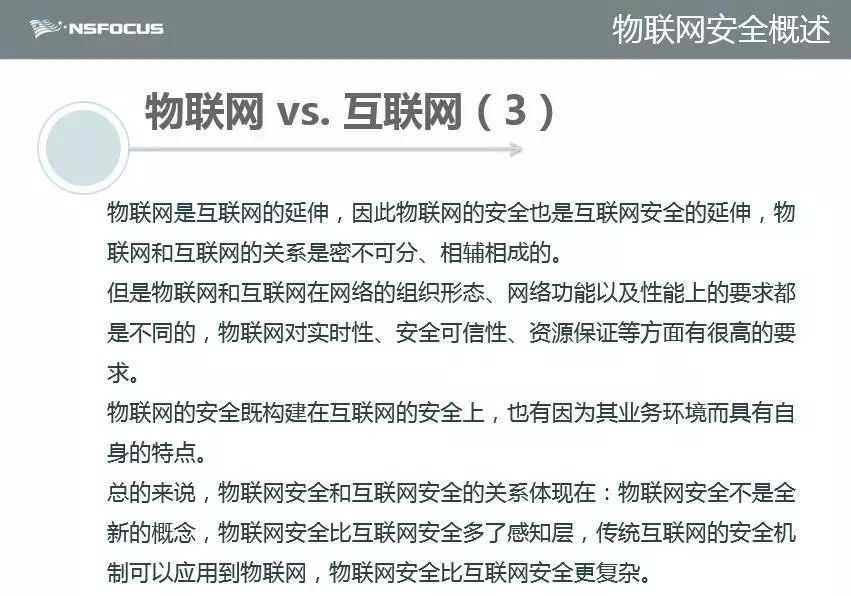 NSFOCUS
物联网安全概述
物联网 vs. 互联网（3）
物联网是互联网的延伸，因此物联网的安全也是互联网安全的延伸，物
联网和互联网的关系是密不可分、相辅相成的。
但是物联网和互联网在网络的组织形态、网络功能以及性能上的要求都
是不同的，物联网对实时性、安全可信性、资源保证等方面有很高的要
求。
物联网的安全既构建在互联网的安全上，也有因为其业务环境而具有自
身的特点。
总的来说，物联网安全和互联网安全的关系体现在：物联网安全不是全
新的概念，物联网安全比互联网安全多了感知层，传统互联网的安全机
制可以应用到物联网，物联网安全比互联网安全更复杂。